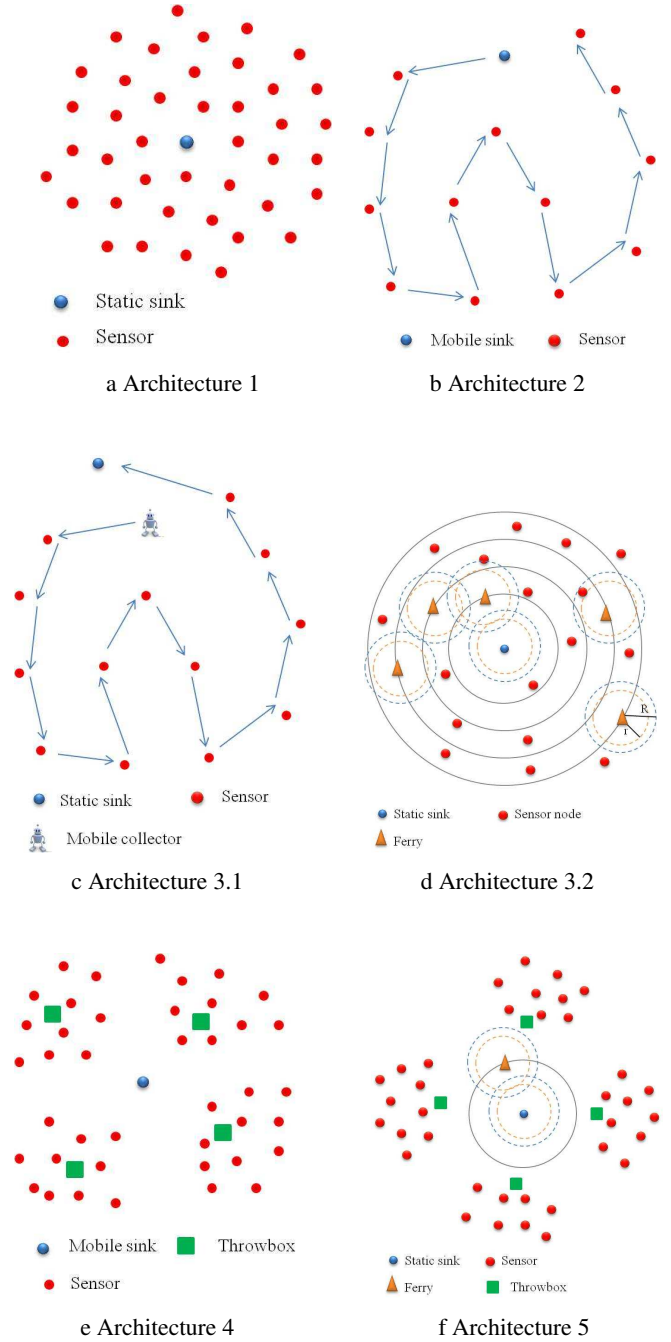 Static sink
Sensor
a Architecture 1
Mobile sink Sensor
b Architecture 2
Static sink Sensor
Mobile collector
c Architecture 3.1
R
r
Static sink Sensor node
Ferry
d Architecture 3.2
Mobile sink Throwbox
Sensor
e Architecture 4
Static sink Sensor
Ferry Throwbox
f Architecture 5